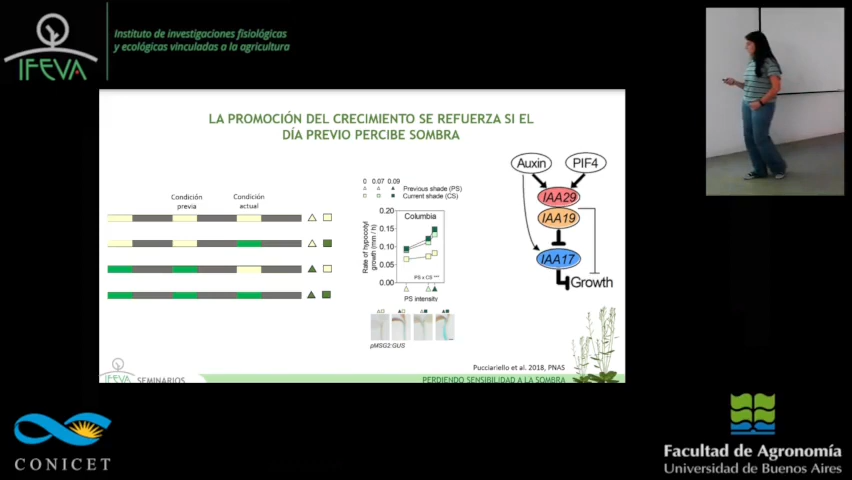 IFEVA
Instituto de investigaciones fisiológicas
y ecológicas vinculadas a la agricultura
LA PROMOCIÓN DEL CRECIMIENTO SE REFUERZA SI EL
DÍA PREVIO PERCIBE SOMBRA
Condición
previa
Condición
actual
0 0.07 0.09
Previous shade (PS)
Current shade (CS)
Columbia
Rate of hypocotyl
growth (mm / h)
0.20
0.15
0.10
0.05
0.00
PS x CS ***
PS intensity
pMSG2:GUS
Auxin
PIF4
IAA29
IAA19
IAA17
Growth
Pucciariello et al. 2018, PNAS
IFEVA SEMINARIOS
PERDIENDO SENSIBILIDAD A LA SOMBRA
CONICET
Facultad de Agronomía
Universidad de Buenos Aires